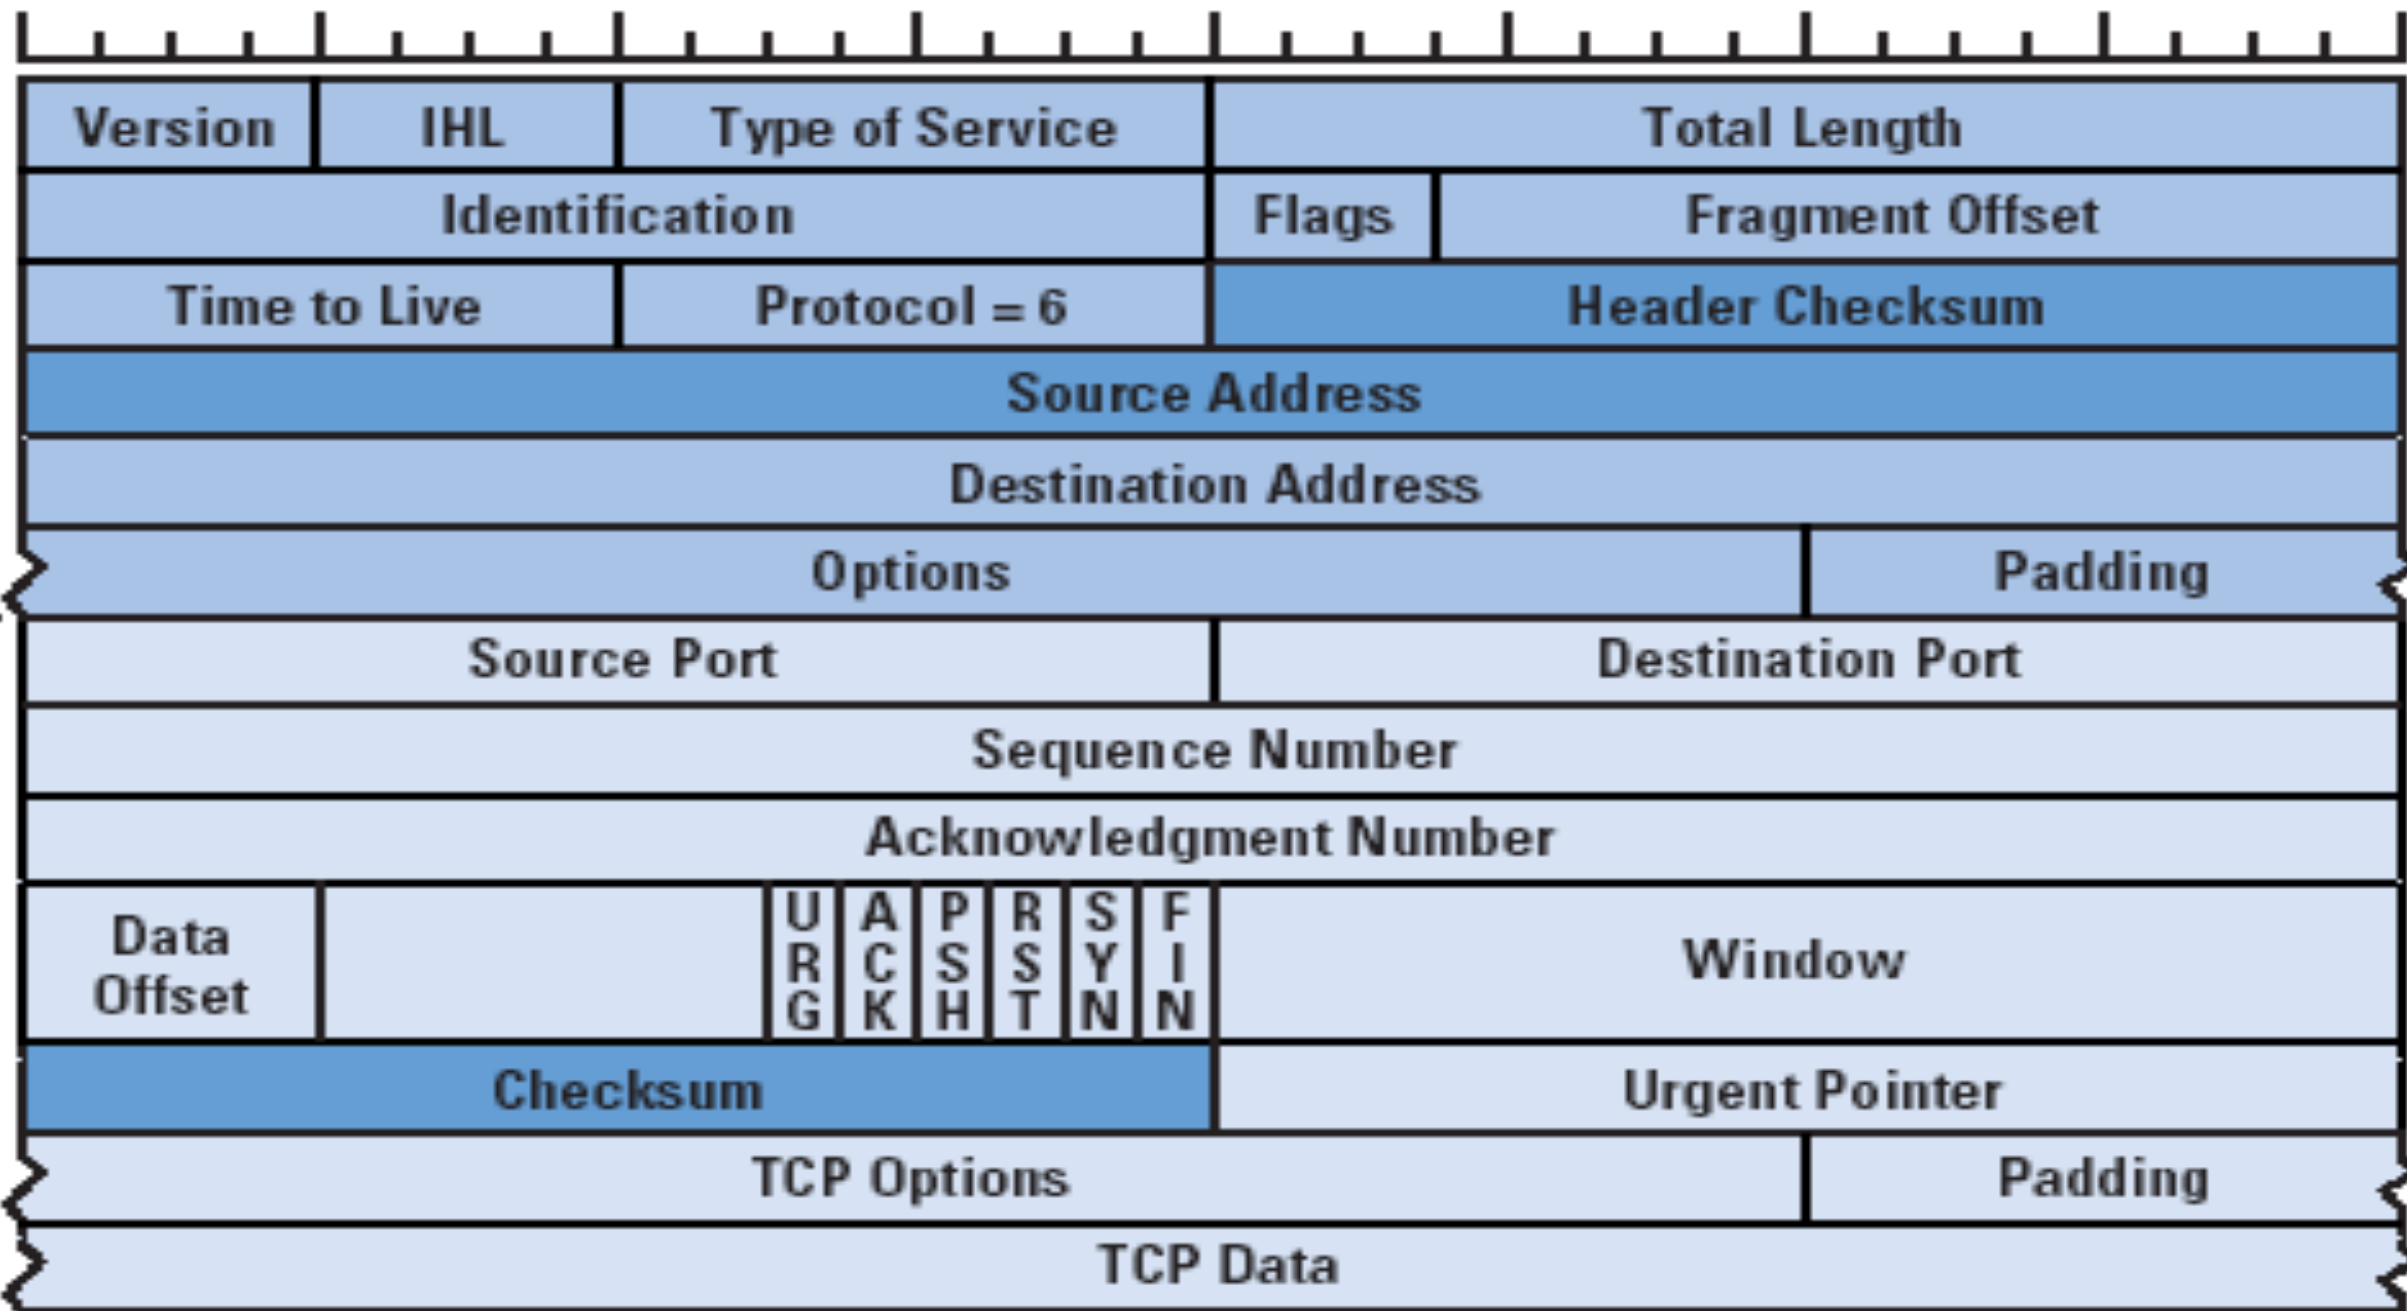 Version IHL Type of Service Total Length
Identification Flags Fragment Offset
Time to Live Protocol = 6 Header Checksum
Source Address
Destination Address
Options Padding
Source Port Destination Port
Sequence Number
Acknowledgment Number
Data Offset URG ACK PSH RST SYN FIN Window
Checksum Urgent Pointer
TCP Options Padding
TCP Data